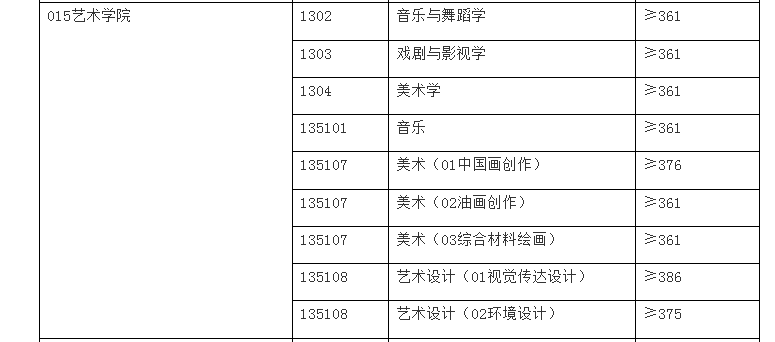 015艺术学院 1302 音乐与舞蹈学 ≥361
1303 戏剧与影视学 ≥361
1304 美术学 ≥361
135101 音乐 ≥361
135107 美术（01中国画创作） ≥376
135107 美术（02油画创作） ≥361
135107 美术（03综合材料绘画） ≥361
135108 艺术设计（01视觉传达设计） ≥386
135108 艺术设计（02环境设计） ≥375